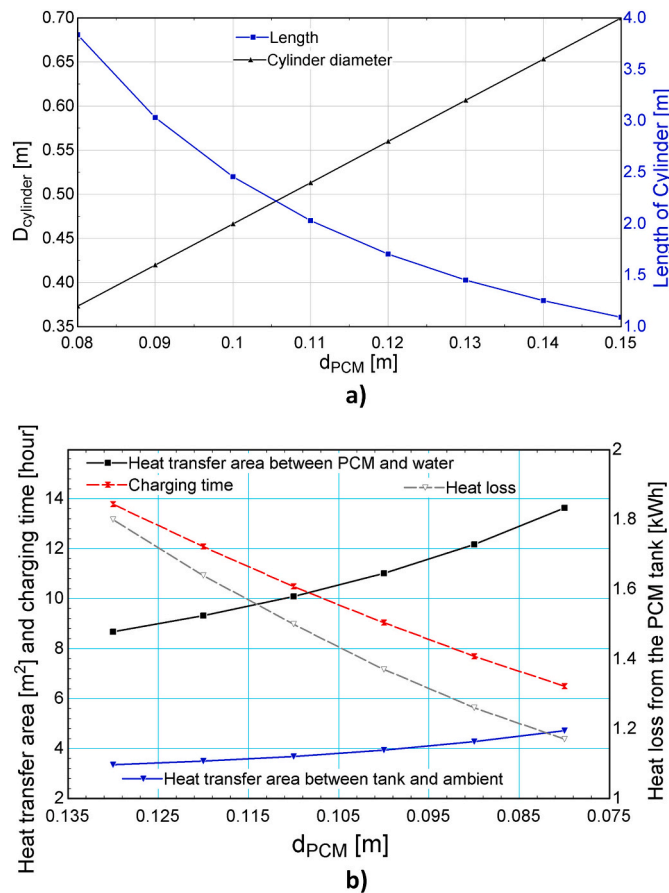 Length
Cylinder diameter
0.70
0.65
0.60
0.55
0.50
0.45
0.40
0.35
D cylinder [m]
4.0
3.5
3.0
2.5
2.0
1.5
1.0
Length of Cylinder [m]
0.08 0.09 0.1 0.11 0.12 0.13 0.14 0.15
dPCM [m]
a)
Heat transfer area between PCM and water
Charging time
Heat loss
Heat transfer area between tank and ambient
14
12
10
8
6
4
2
Heat transfer area [m²] and charging time [hour]
2
1.8
1.6
1.4
1.2
1
Heat loss from the PCM tank [kWh]
0.135 0.125 0.115 0.105 0.095 0.085 0.075
dPCM [m]
b)